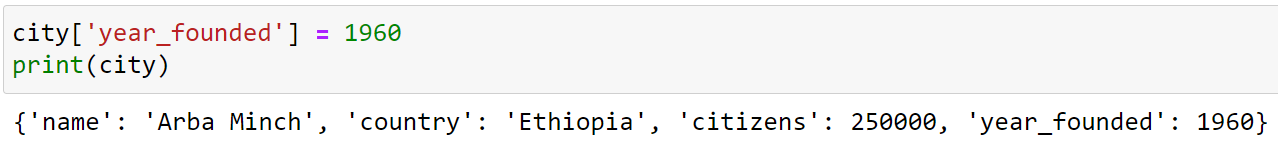 city['year_founded'] = 1960
print(city)
{'name': 'Arba Minch', 'country': 'Ethiopia', 'citizens': 250000, 'year_founded': 1960}